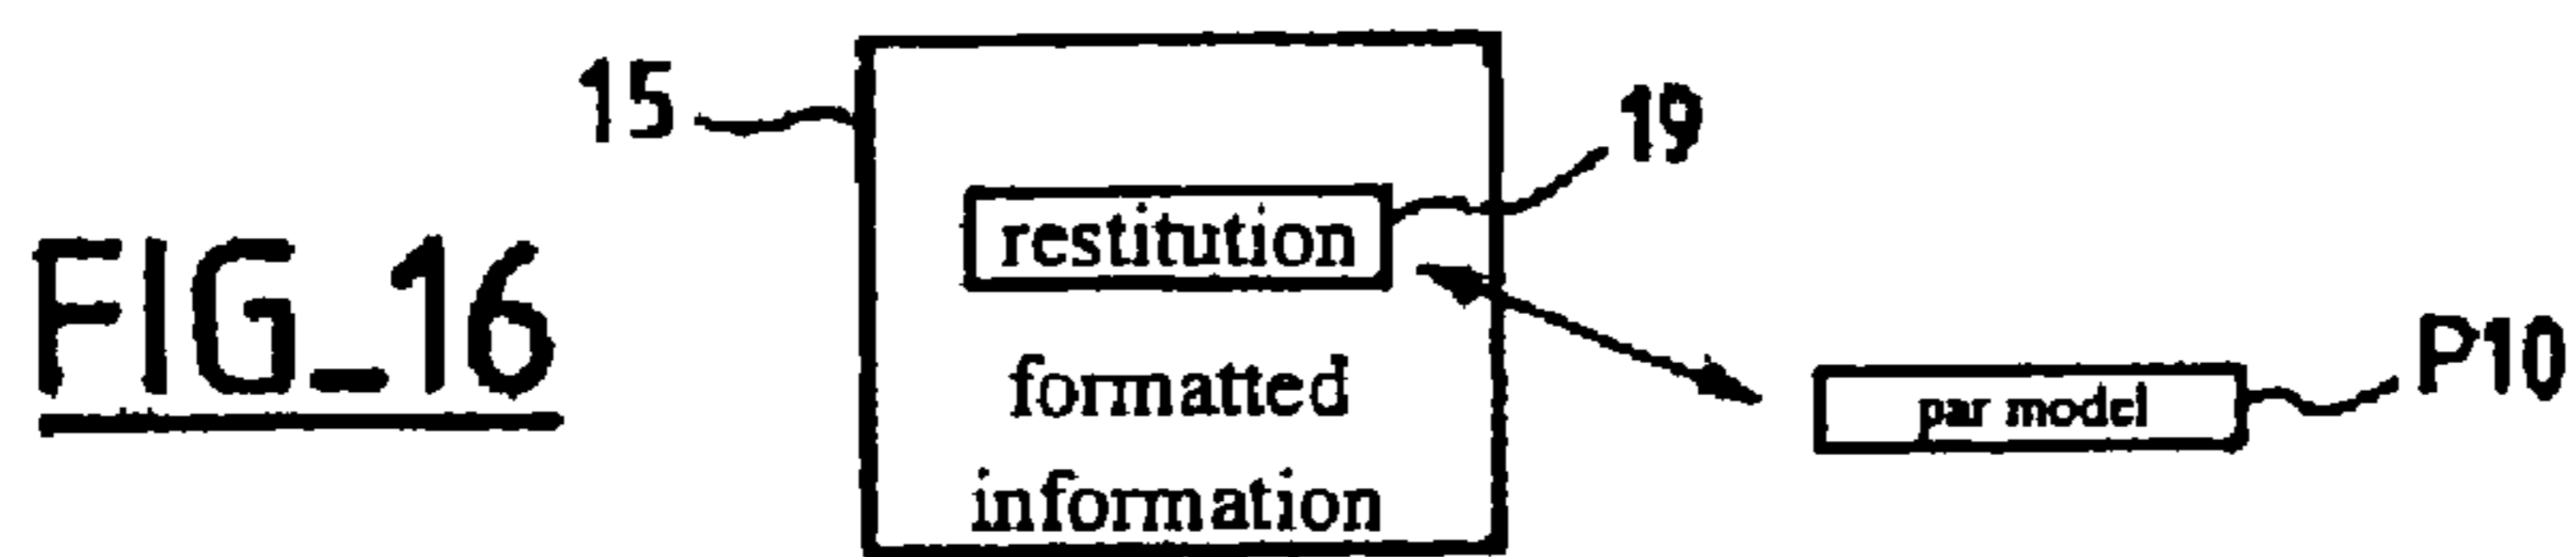 15
19
restitution
FIG_16
formatted
P10
par model
information